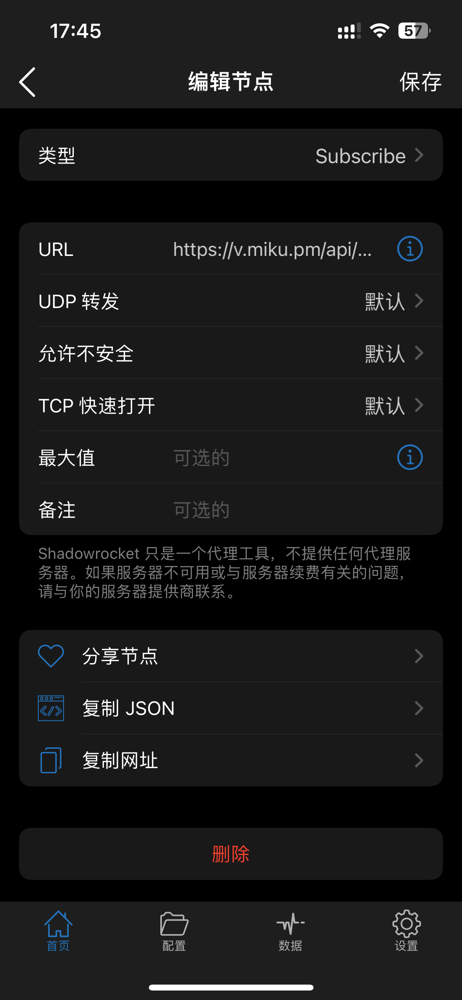 17:45
57
编辑节点
保存
类型 Subscribe
URL https://v.miku.pm/api/...
UDP 转发 默认
允许不安全 默认
TCP 快速打开 默认
最大值 可选的
备注 可选的
Shadowrocket 只是一个代理工具，不提供任何代理服
务器。如果服务器不可用或与服务器续费有关的问题，
请与你的服务器提供商联系。
分享节点
复制 JSON
复制网址
删除
首页 配置 数据 设置